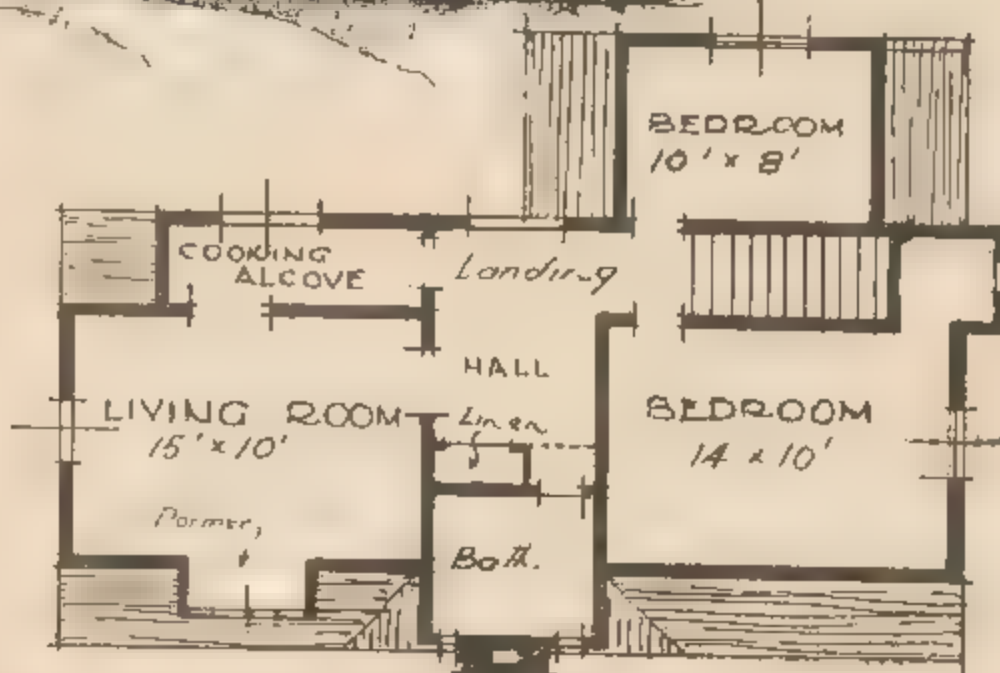 BEDROOM
10' x 8'
COOKING
ALCOVE
Landing
HALL
LIVING ROOM
15' x 10'
Linen
BEDROOM
14 x 10'
Dormer,
Bath.